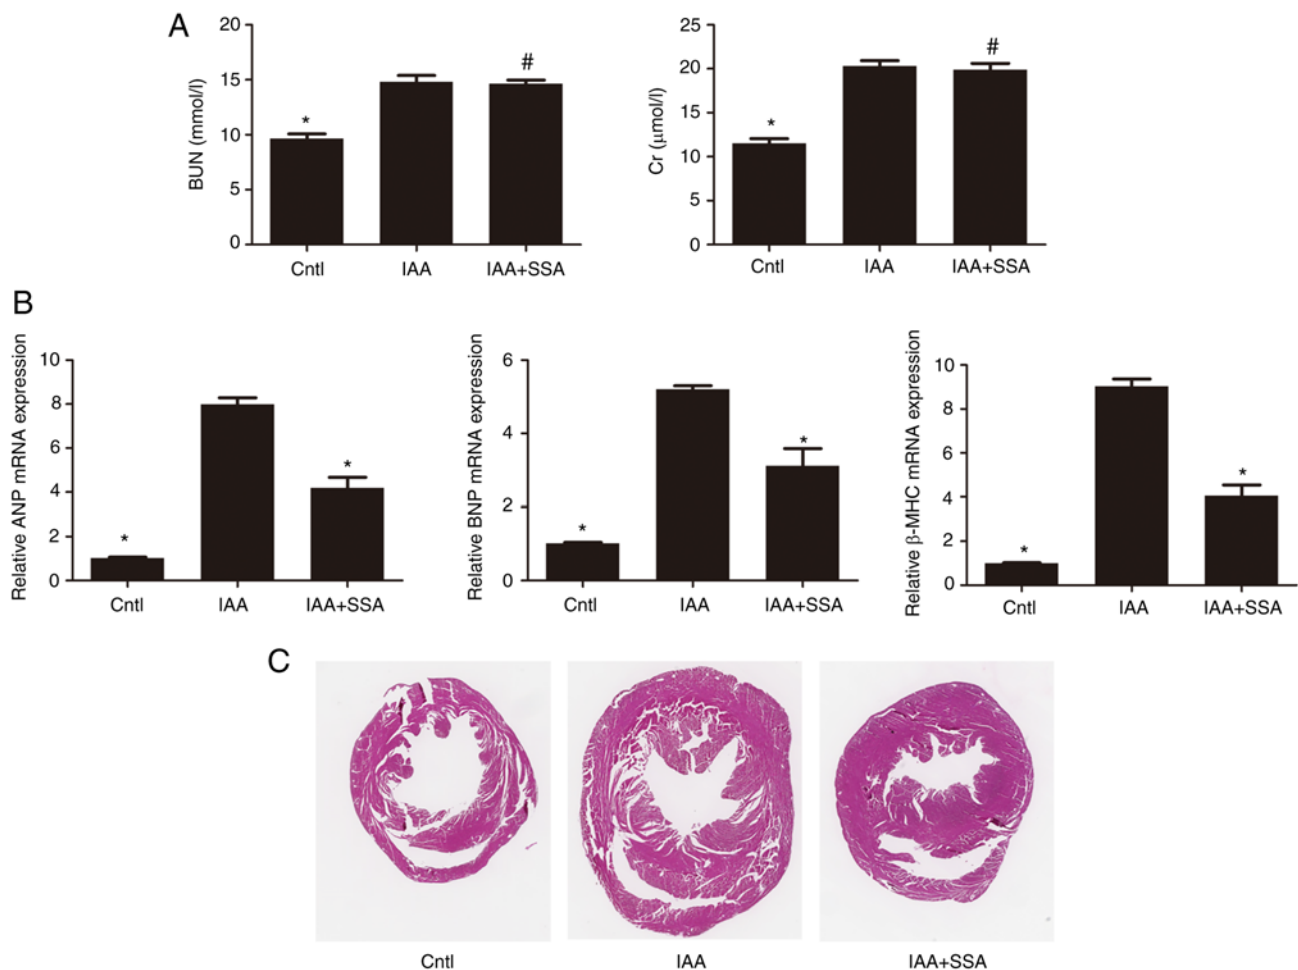 A
BUN (mmol/l)
20
15
10
5
0
*
#
Cntl
IAA
IAA+SSA
Cr (μmol/l)
25
20
15
10
5
0
*
#
Cntl
IAA
IAA+SSA
B
Relative ANP mRNA expression
10
8
6
4
2
0
*
*
Cntl
IAA
IAA+SSA
Relative BNP mRNA expression
6
4
2
0
*
*
Cntl
IAA
IAA+SSA
Relative β-MHC mRNA expression
10
8
6
4
2
0
*
*
Cntl
IAA
IAA+SSA
C
Cntl
IAA
IAA+SSA